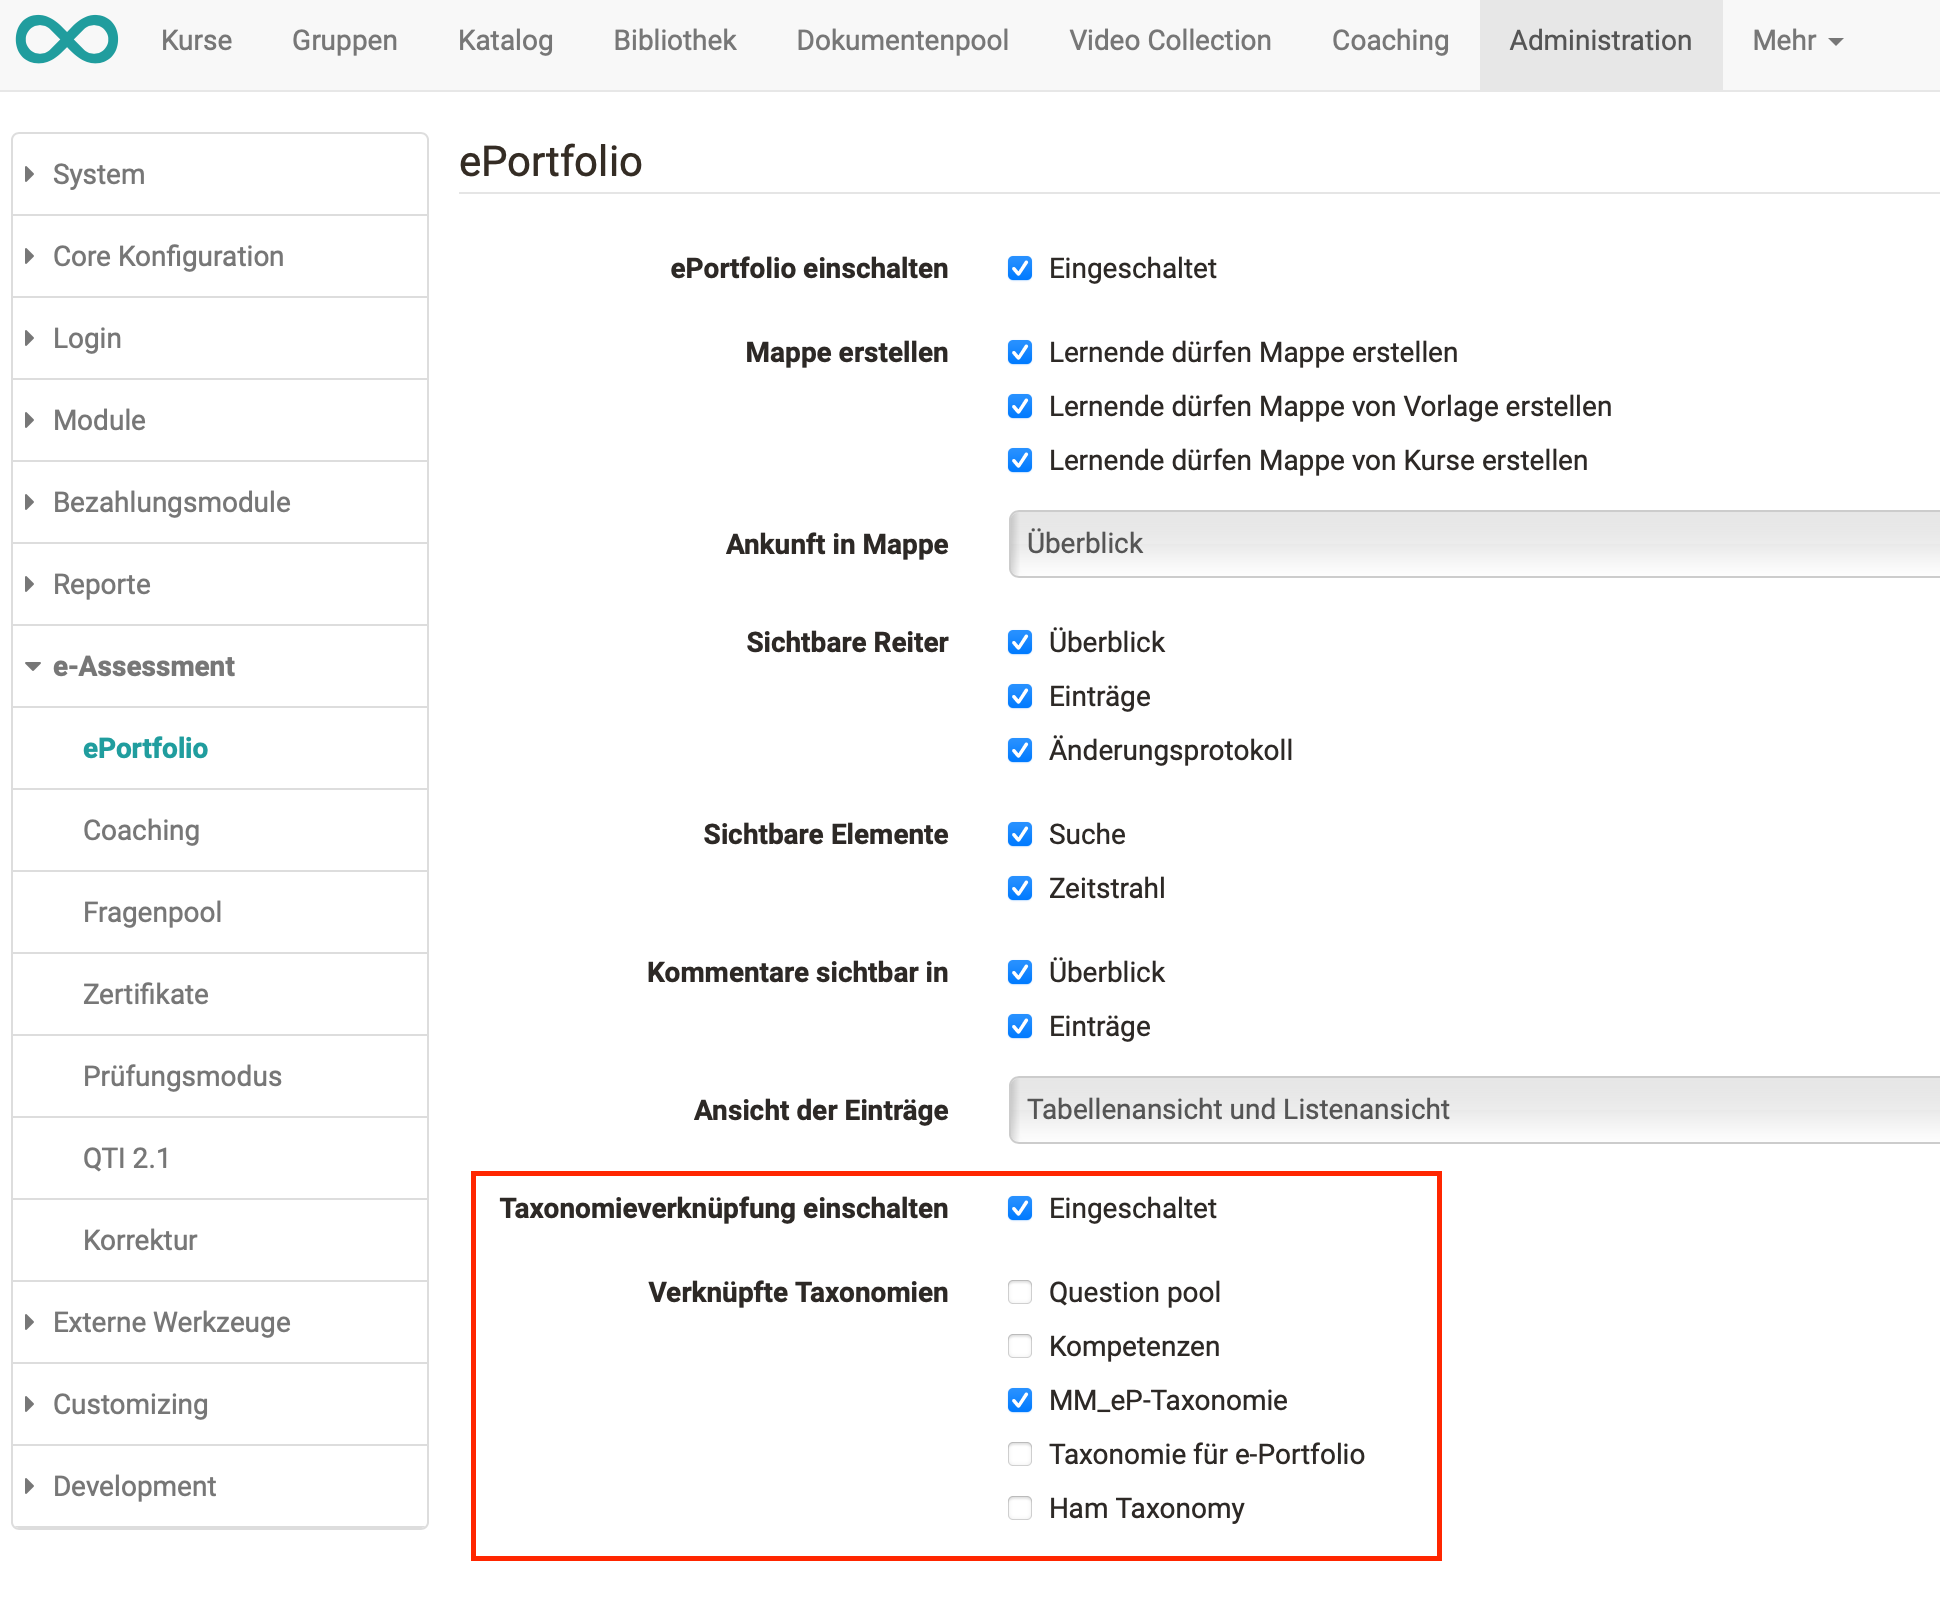 Kurse Gruppen Katalog Bibliothek Dokumentenpool Video Collection Coaching Administration Mehr
System
Core Konfiguration
Login
Module
Bezahlungsmodule
Reporte
e-Assessment
ePortfolio
Coaching
Fragenpool
Zertifikate
Prüfungsmodus
QTI 2.1
Korrektur
Externe Werkzeuge
Customizing
Development
ePortfolio
ePortfolio einschalten Eingeschaltet
Mappe erstellen Lernende dürfen Mappe erstellen
Lernende dürfen Mappe von Vorlage erstellen
Lernende dürfen Mappe von Kurse erstellen
Ankunft in Mappe Überblick
Sichtbare Reiter Überblick
Einträge
Änderungsprotokoll
Sichtbare Elemente Suche
Zeitstrahl
Kommentare sichtbar in Überblick
Einträge
Ansicht der Einträge Tabellenansicht und Listenansicht
Taxonomieverknüpfung einschalten Eingeschaltet
Verknüpfte Taxonomien Question pool
Kompetenzen
MM_eP-Taxonomie
Taxonomie für e-Portfolio
Ham Taxonomy